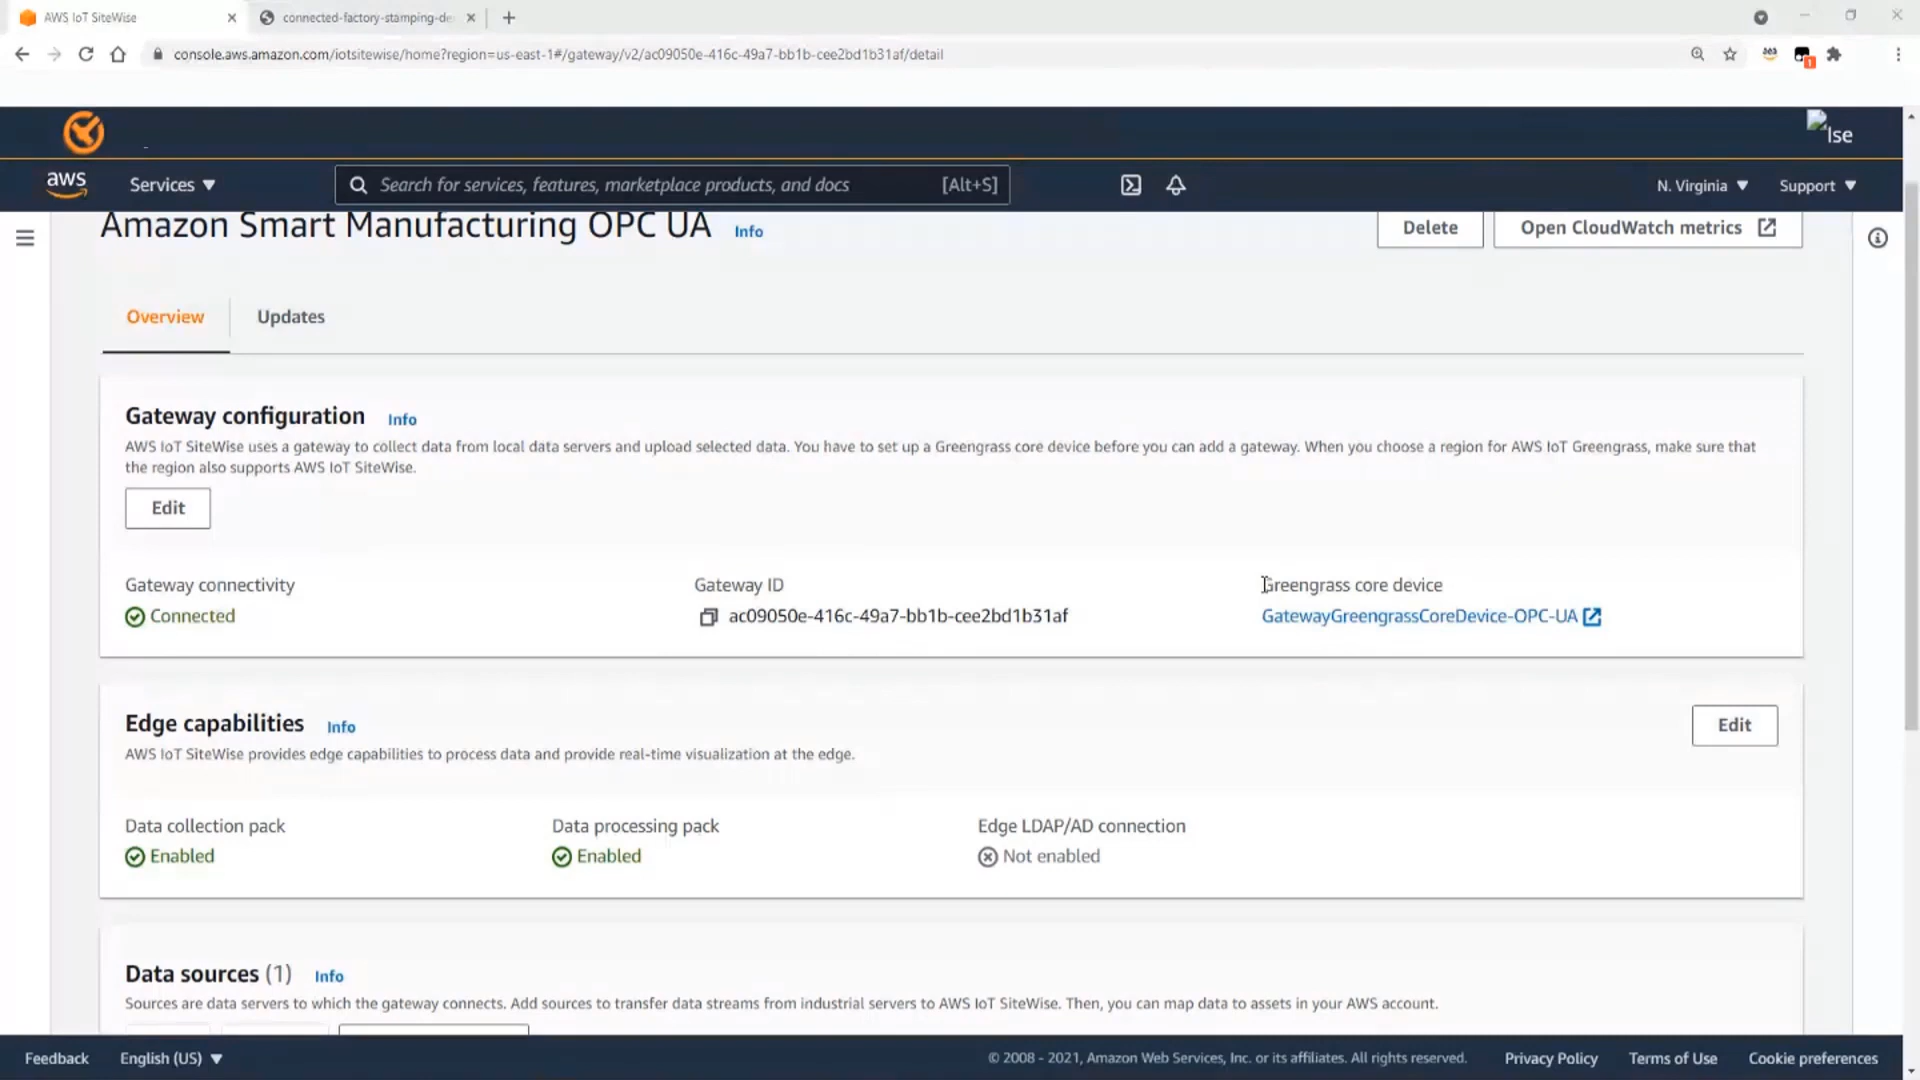 AWS IoT SiteWise
connected-factory-stamping-de
console.aws.amazon.com/iotsitewise/home?region=us-east-1#/gateway/v2/ac09050e-416c-49a7-bb1b-cee2bd1b31af/detail
1
lse
aws
Services ▼
Search for services, features, marketplace products, and docs
[Alt+S]
N. Virginia ▼
Support ▼
Amazon Smart Manufacturing OPC UA Info
Delete
Open CloudWatch metrics
Overview
Updates
Gateway configuration Info
AWS IoT SiteWise uses a gateway to collect data from local data servers and upload selected data. You have to set up a Greengrass core device before you can add a gateway. When you choose a region for AWS IoT Greengrass, make sure that
the region also supports AWS IoT SiteWise.
Edit
Gateway connectivity
Connected
Gateway ID
ac09050e-416c-49a7-bb1b-cee2bd1b31af
Greengrass core device
GatewayGreengrassCoreDevice-OPC-UA
Edge capabilities Info
Edit
AWS IoT SiteWise provides edge capabilities to process data and provide real-time visualization at the edge.
Data collection pack
Enabled
Data processing pack
Enabled
Edge LDAP/AD connection
Not enabled
Data sources (1) Info
Sources are data servers to which the gateway connects. Add sources to transfer data streams from industrial servers to AWS IoT SiteWise. Then, you can map data to assets in your AWS account.
Feedback
English (US) ▼
© 2008 - 2021, Amazon Web Services, Inc. or its affiliates. All rights reserved.
Privacy Policy
Terms of Use
Cookie preferences